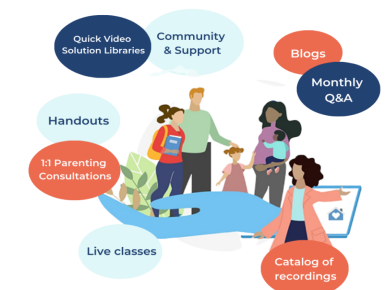 Quick Video
Solution Libraries
Community
& Support
Blogs
Monthly
Q&A
Handouts
1:1 Parenting
Consultations
Live classes
Catalog of
recordings